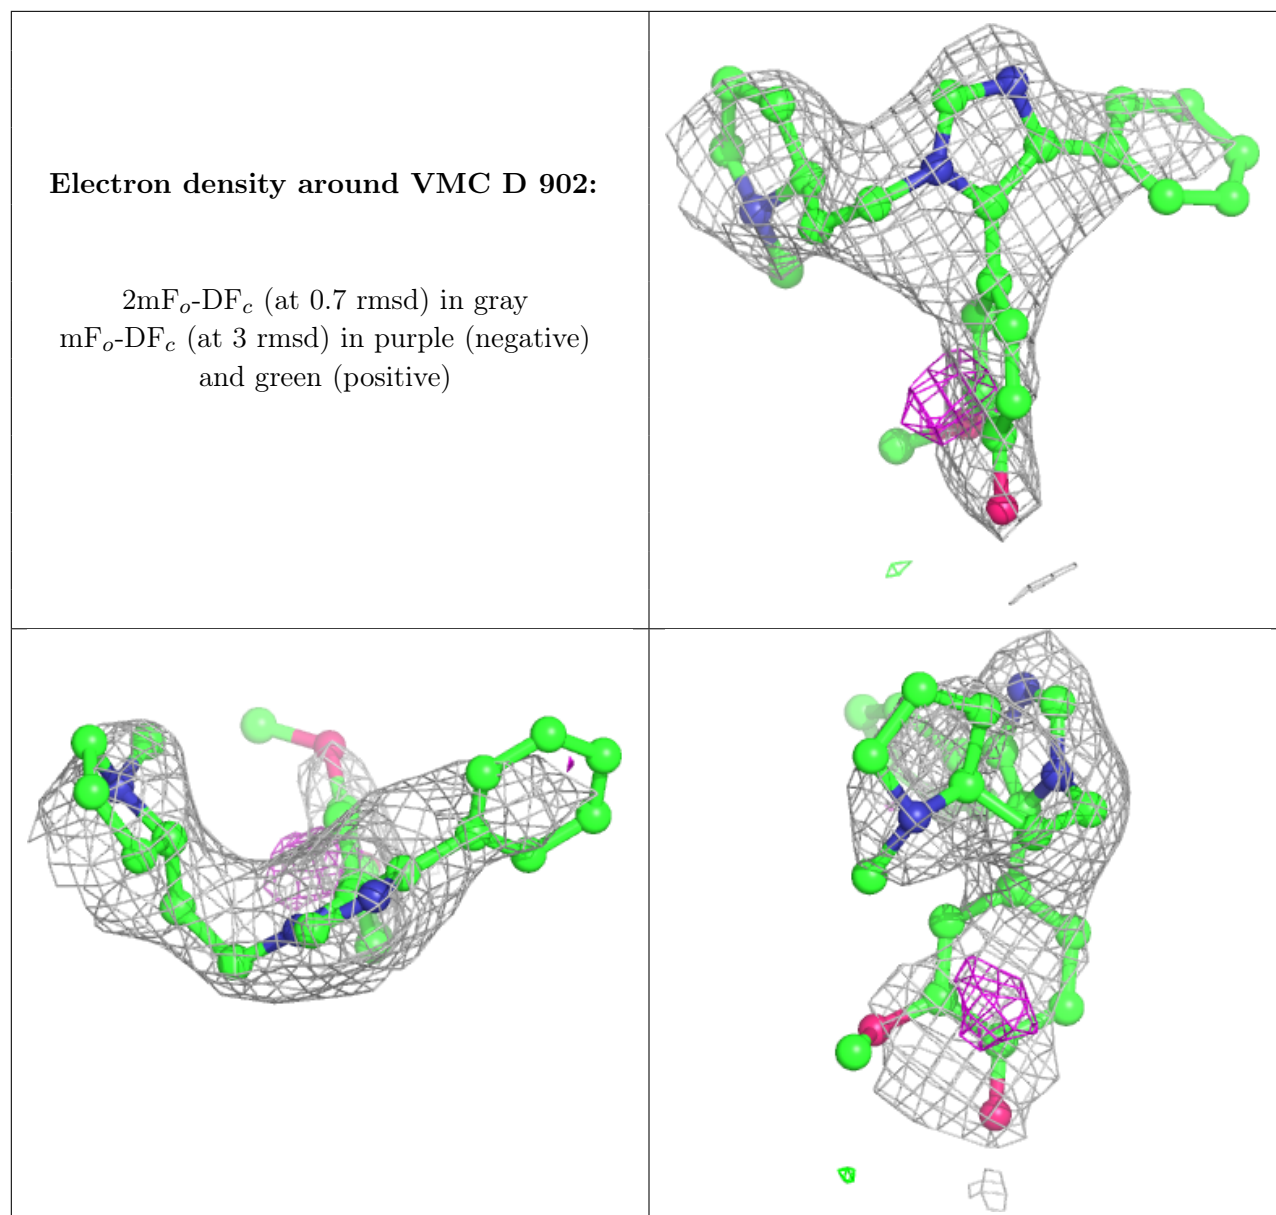 Electron density around VMC D 902:
2mFo-DFc (at 0.7 rmsd) in gray
mFo-DFc (at 3 rmsd) in purple (negative)
and green (positive)